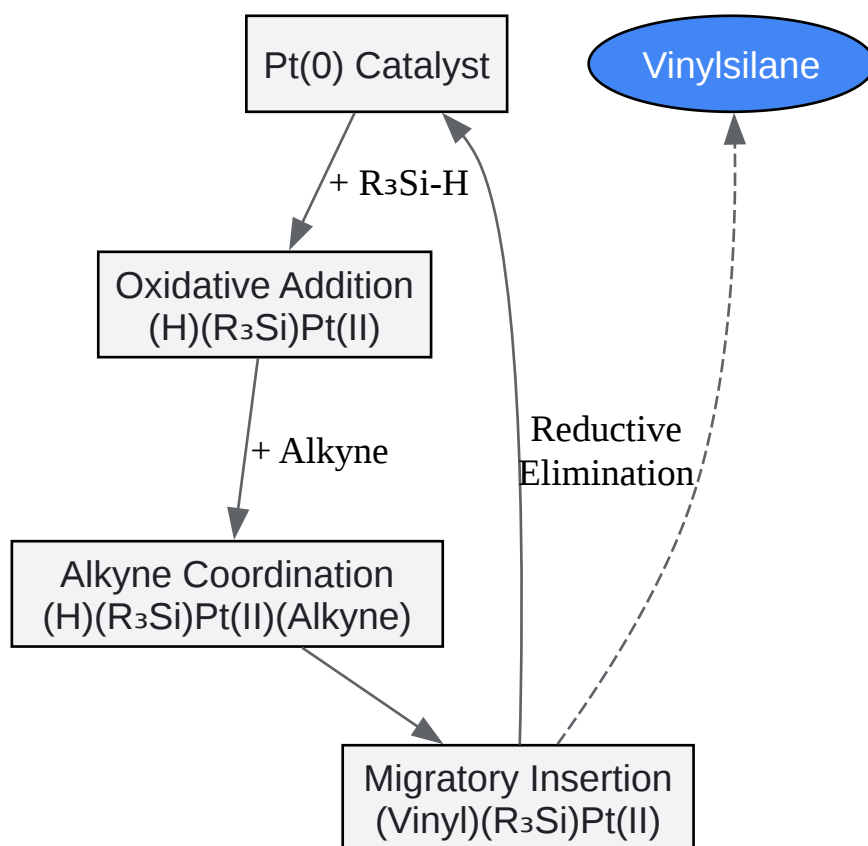 Pt(0) Catalyst
Vinylsilane
+ R₃Si-H
Oxidative Addition
(H)(R₃Si)Pt(II)
+ Alkyne
Reductive
Elimination
Alkyne Coordination
(H)(R₃Si)Pt(II)(Alkyne)
Migratory Insertion
(Vinyl)(R₃Si)Pt(II)